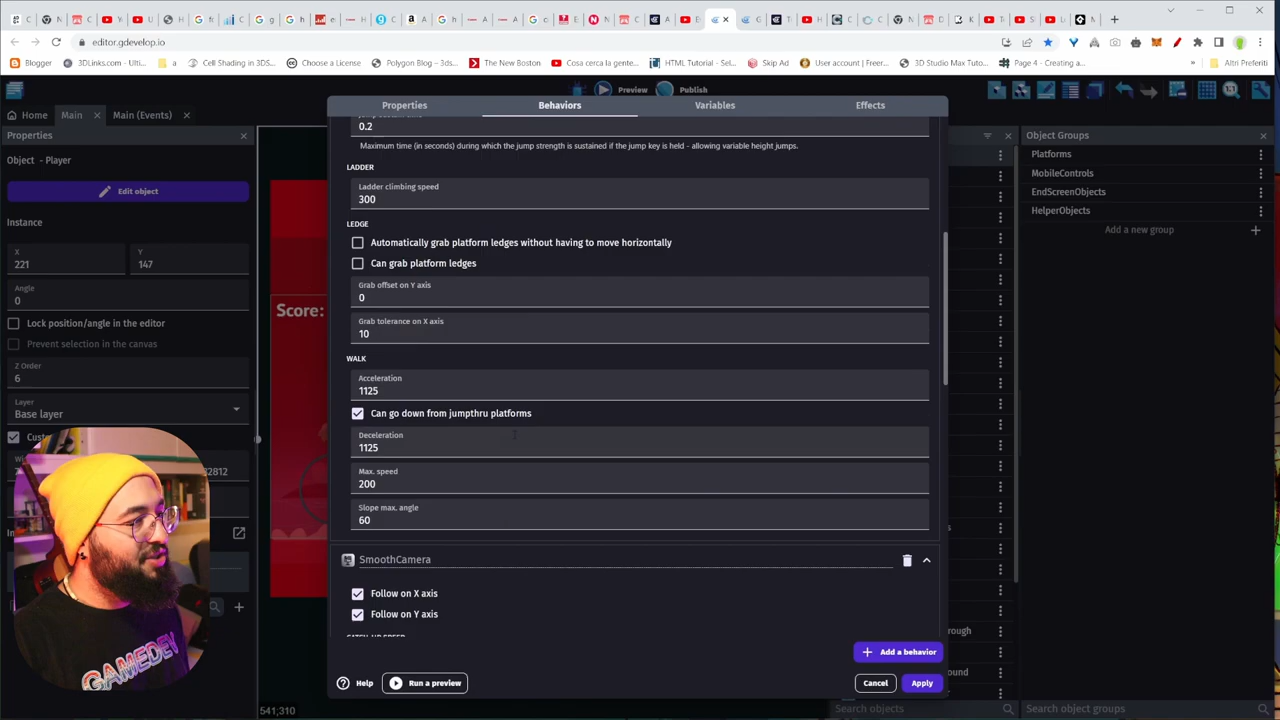 editor.gdevelop.io
Blogger
3DLinks.com - Ulti...
a
Cell Shading in 3DS...
Choose a License
Polygon Blog – 3ds...
The New Boston
Cosa cerca la gente...
HTML Tutorial - W...
Skip Ad
User account | Freer...
3D Studio Max Tuto...
Page 4 - Creating a...
Altri Preferiti
Preview
Publish
Home
Main
Main (Events)
Properties
Behaviors
Variables
Effects
Properties
Object - Player
Edit object
Instance
X
221
Y
147
Angle
0
Lock position/angle in the editor
Prevent selection in the canvas
Z Order
6
Layer
Base layer
Score:
0.2
Maximum time (in seconds) during which the jump strength is sustained if the jump key is held - allowing variable height jumps.
LADDER
Ladder climbing speed
300
LEDGE
Automatically grab platform ledges without having to move horizontally
Can grab platform ledges
Grab offset on Y axis
0
Grab tolerance on X axis
10
WALK
Acceleration
1125
Can go down from jumpthru platforms
Deceleration
1125
Max. speed
200
Slope max. angle
60
SmoothCamera
Follow on X axis
Follow on Y axis
Add a behavior
Help
Run a preview
Cancel
Apply
Object Groups
Platforms
MobileControls
EndScreenObjects
HelperObjects
Add a new group
Search objects
Search object groups
541,310
GAMEDEV